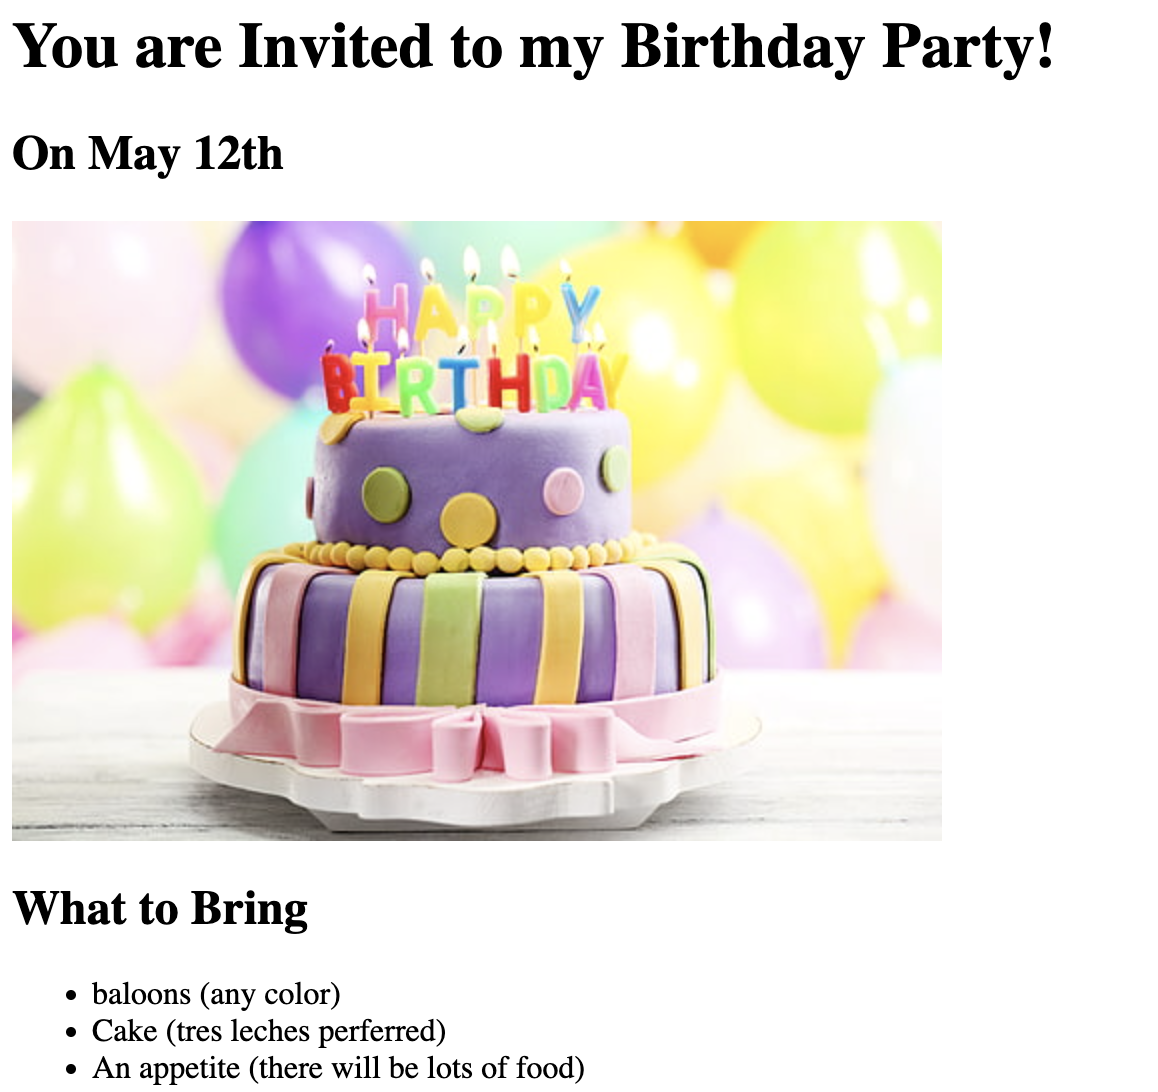 You are Invited to my Birthday Party!
On May 12th
HAPPY
BIRTHDAY
What to Bring
baloons (any color)
Cake (tres leches perferred)
An appetite (there will be lots of food)